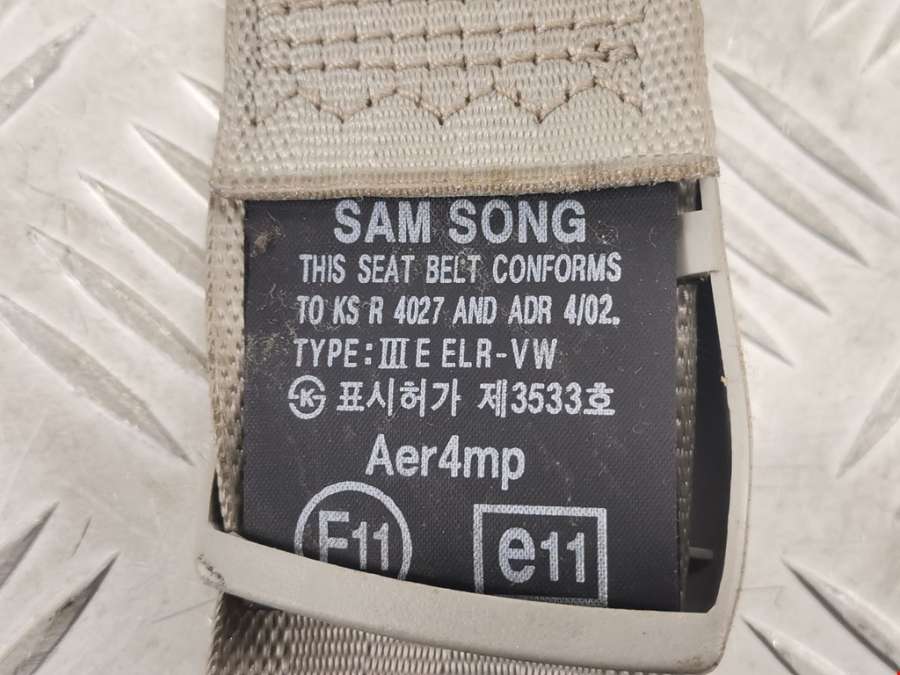 SAM SONG
THIS SEAT BELT CONFORMS
TO KS R 4027 AND ADR 4/02.
TYPE: III E ELR-VW
㉿ 표시허가 제3533호
Aer4mp
E11 e11